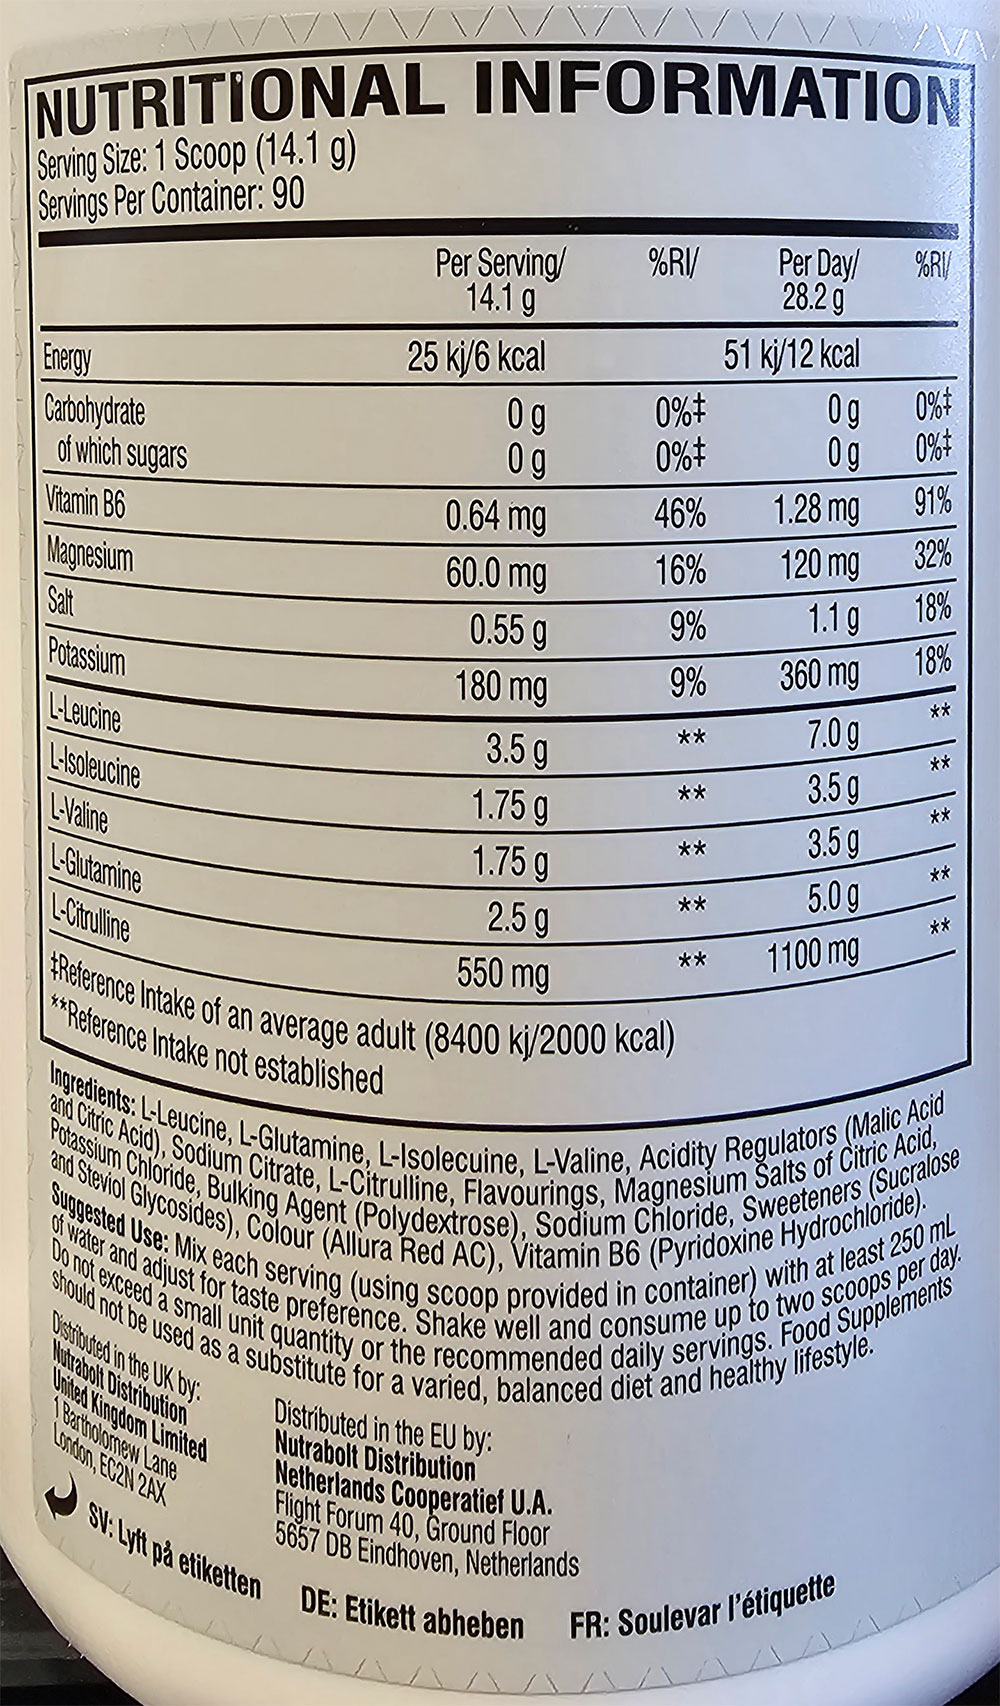 NUTRITIONAL INFORMATION
Serving Size: 1 Scoop (14.1 g)
Servings Per Container: 90
Per Serving/ %RI/ Per Day/ %RI/
14.1 g 28.2 g
Energy 25 kj/6 kcal 51 kj/12 kcal
Carbohydrate 0 g 0%‡ 0 g 0%‡
of which sugars 0 g 0%‡ 0 g 0%‡
Vitamin B6 0.64 mg 46% 1.28 mg 91%
Magnesium 60.0 mg 16% 120 mg 32%
Salt 0.55 g 9% 1.1 g 18%
Potassium 180 mg 9% 360 mg 18%
L-Leucine 3.5 g ** 7.0 g **
L-Isoleucine 1.75 g ** 3.5 g **
L-Valine 1.75 g ** 3.5 g **
L-Glutamine 2.5 g ** 5.0 g **
L-Citrulline 550 mg ** 1100 mg **
‡Reference Intake of an average adult (8400 kj/2000 kcal)
**Reference Intake not established
Ingredients: L-Leucine, L-Glutamine, L-Isolecuine, L-Valine, Acidity Regulators (Malic Acid
and Citric Acid), Sodium Citrate, L-Citrulline, Flavourings, Magnesium Salts of Citric Acid,
Potassium Chloride, Bulking Agent (Polydextrose), Sodium Chloride, Sweeteners (Sucralose
and Steviol Glycosides), Colour (Allura Red AC), Vitamin B6 (Pyridoxine Hydrochloride).
Suggested Use: Mix each serving (using scoop provided in container) with at least 250 mL
of water and adjust for taste preference. Shake well and consume up to two scoops per day.
Do not exceed a small unit quantity or the recommended daily servings. Food Supplements
should not be used as a substitute for a varied, balanced diet and healthy lifestyle.
Distributed in the UK by:
Nutrabolt Distribution
United Kingdom Limited
1 Bartholomew Lane
London, EC2N 2AX
Distributed in the EU by:
Nutrabolt Distribution
Netherlands Cooperatief U.A.
Flight Forum 40, Ground Floor
5657 DB Eindhoven, Netherlands
SV: Lyft på etiketten DE: Etikett abheben FR: Soulevar l'étiquette